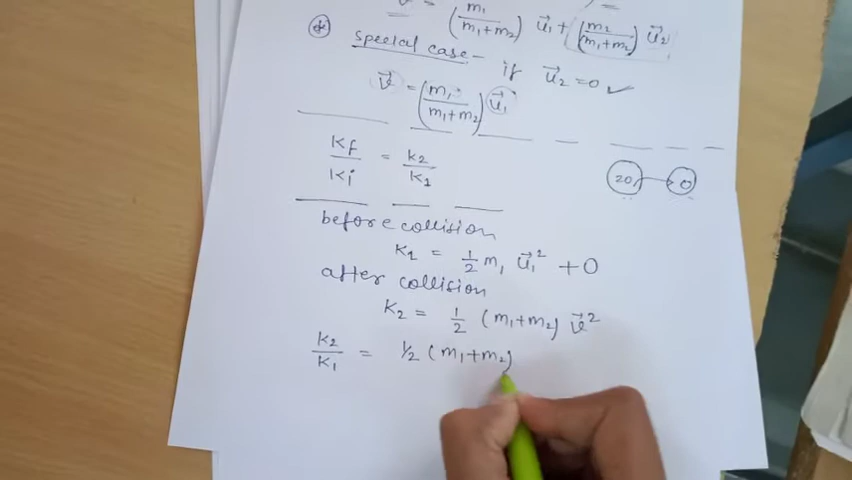 v⃗ = (m₁/m₁+m₂) u⃗₁ + (m₂/m₁+m₂) u⃗₂
* Special case - if u⃗₂ = 0 ✓
v⃗ = (m₁/m₁+m₂) u⃗₁
Kf/Ki = K₂/K₁
20 → 0
before collision
K₁ = 1/2 m₁ u⃗₁² + 0
after collision
K₂ = 1/2 (m₁+m₂) v⃗²
K₂/K₁ = 1/2 (m₁+m₂)